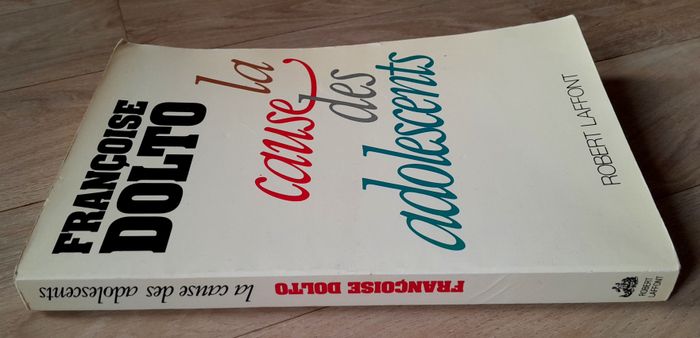 FRANÇOISE
DOLTO
la
cause
des
adolescents
ROBERT LAFFONT
la cause des adolescents
FRANÇOISE DOLTO
ROBERT
LAFFONT